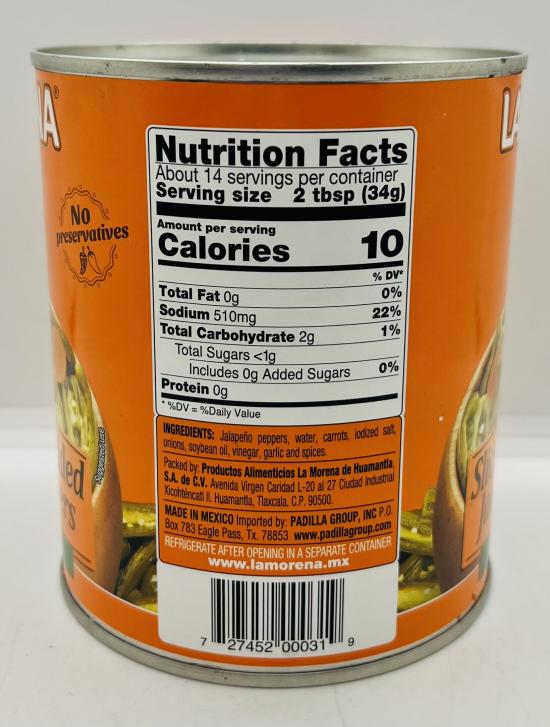 NA®
LA
No
preservatives
Nutrition Facts
About 14 servings per container
Serving size 2 tbsp (34g)
Amount per serving
Calories 10
% DV*
Total Fat 0g 0%
Sodium 510mg 22%
Total Carbohydrate 2g 1%
Total Sugars <1g
Includes 0g Added Sugars 0%
Protein 0g
* %DV = %Daily Value
INGREDIENTS: Jalapeño peppers, water, carrots, iodized salt,
onions, soybean oil, vinegar, garlic and spices.
Packed by: Productos Alimenticios La Morena de Huamantla,
S.A. de C.V. Avenida Virgen Caridad L-20 al 27 Ciudad Industrial
Xicohténcatl II. Huamantla, Tlaxcala. C.P. 90500.
MADE IN MEXICO Imported by: PADILLA GROUP, INC P.O.
Box 783 Eagle Pass, Tx. 78853 www.padillagroup.com
REFRIGERATE AFTER OPENING IN A SEPARATE CONTAINER
www.lamorena.mx
7 27452 00031 9
Suggested use
ded
ers